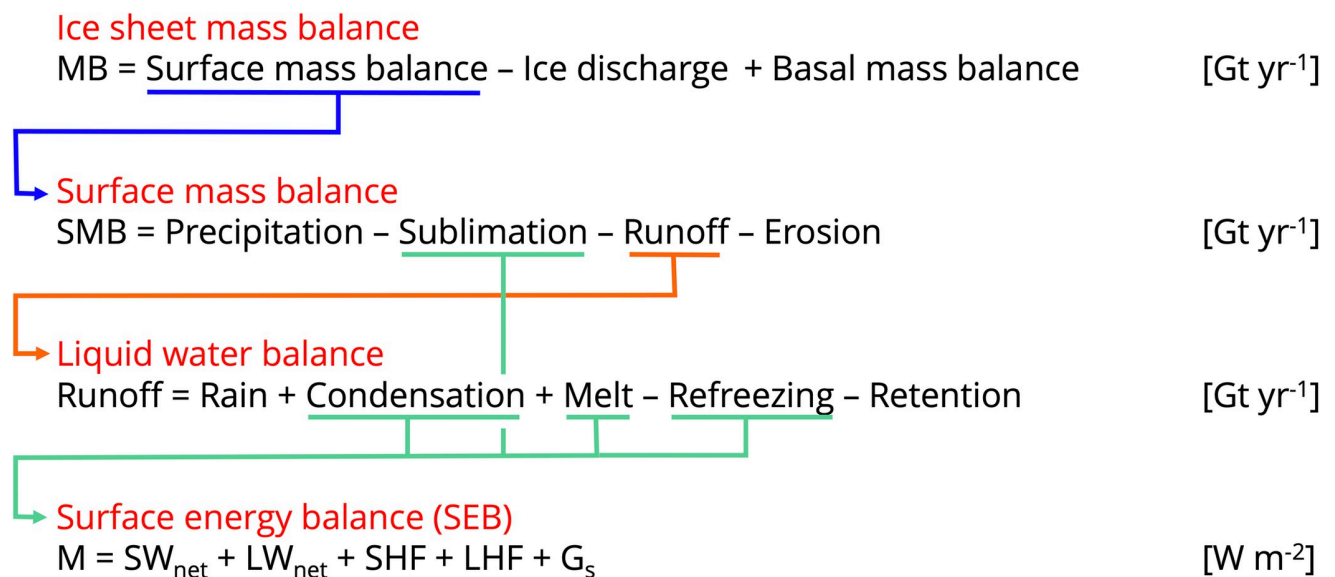 Ice sheet mass balance
MB = Surface mass balance – Ice discharge + Basal mass balance [Gt yr⁻¹]
Surface mass balance
SMB = Precipitation – Sublimation – Runoff – Erosion [Gt yr⁻¹]
Liquid water balance
Runoff = Rain + Condensation + Melt – Refreezing – Retention [Gt yr⁻¹]
Surface energy balance (SEB)
M = SWnet + LWnet + SHF + LHF + Gs [W m⁻²]